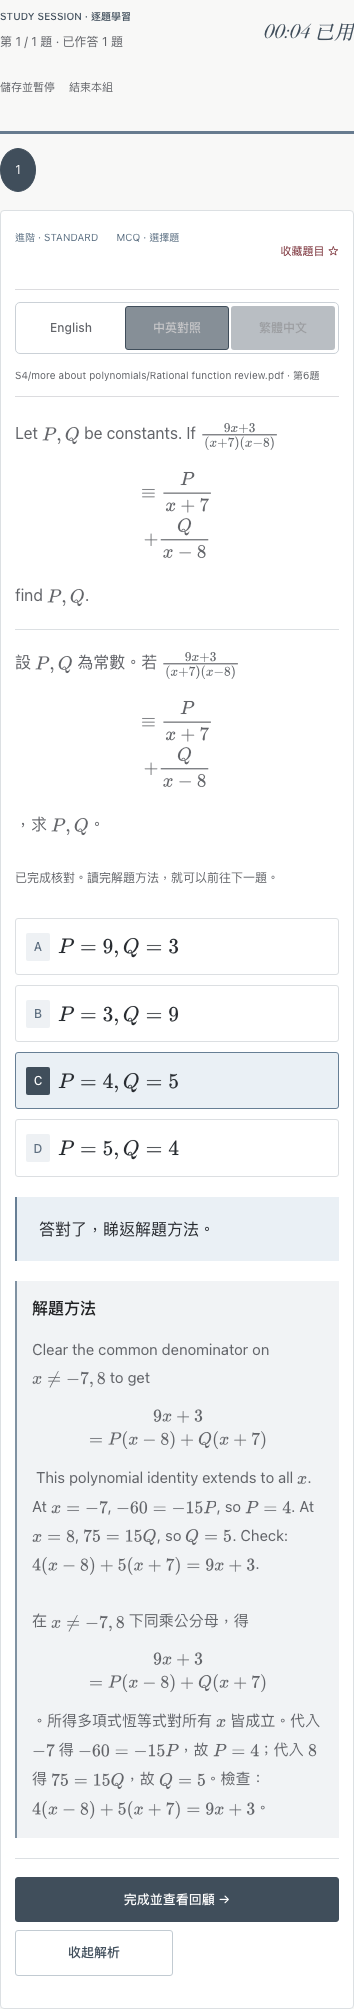 STUDY SESSION · 逐題學習
第 1 / 1 題 · 已作答 1 題
00:04 已用
儲存並暫停 結束本組
1
進階 · STANDARD MCQ · 選擇題
收藏題目 ☆
English 中英對照 繁體中文
S4/more about polynomials/Rational function review.pdf · 第6題
Let P, Q be constants. If (9x+3)/((x+7)(x−8))
≡ P/(x + 7)
+ Q/(x − 8)
find P, Q.
設 P, Q 為常數。若 (9x+3)/((x+7)(x−8))
≡ P/(x + 7)
+ Q/(x − 8)
，求 P, Q。
已完成核對。讀完解題方法，就可以前往下一題。
A P = 9, Q = 3
B P = 3, Q = 9
C P = 4, Q = 5
D P = 5, Q = 4
答對了，睇返解題方法。
解題方法
Clear the common denominator on
x ≠ −7, 8 to get
9x + 3
= P(x − 8) + Q(x + 7)
This polynomial identity extends to all x.
At x = −7, −60 = −15P, so P = 4. At
x = 8, 75 = 15Q, so Q = 5. Check:
4(x − 8) + 5(x + 7) = 9x + 3.
在 x ≠ −7, 8 下同乘公分母，得
9x + 3
= P(x − 8) + Q(x + 7)
。所得多項式恆等式對所有 x 皆成立。代入
−7 得 −60 = −15P，故 P = 4；代入 8
得 75 = 15Q，故 Q = 5。檢查：
4(x − 8) + 5(x + 7) = 9x + 3。
完成並查看回顧 →
收起解析